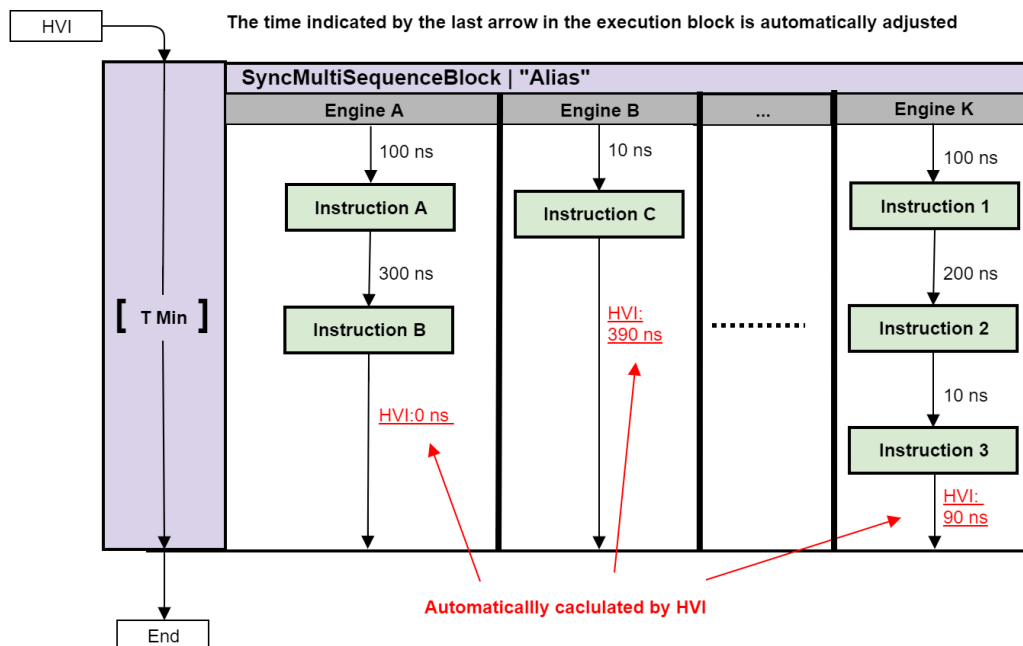 HVI
The time indicated by the last arrow in the execution block is automatically adjusted
SyncMultiSequenceBlock | "Alias"
Engine A
Engine B
...
Engine K
100 ns
10 ns
100 ns
Instruction A
Instruction C
Instruction 1
300 ns
200 ns
[ T Min ]
Instruction B
HVI:
390 ns
Instruction 2
10 ns
HVI:0 ns
Instruction 3
HVI:
90 ns
Automaticallly caclulated by HVI
End